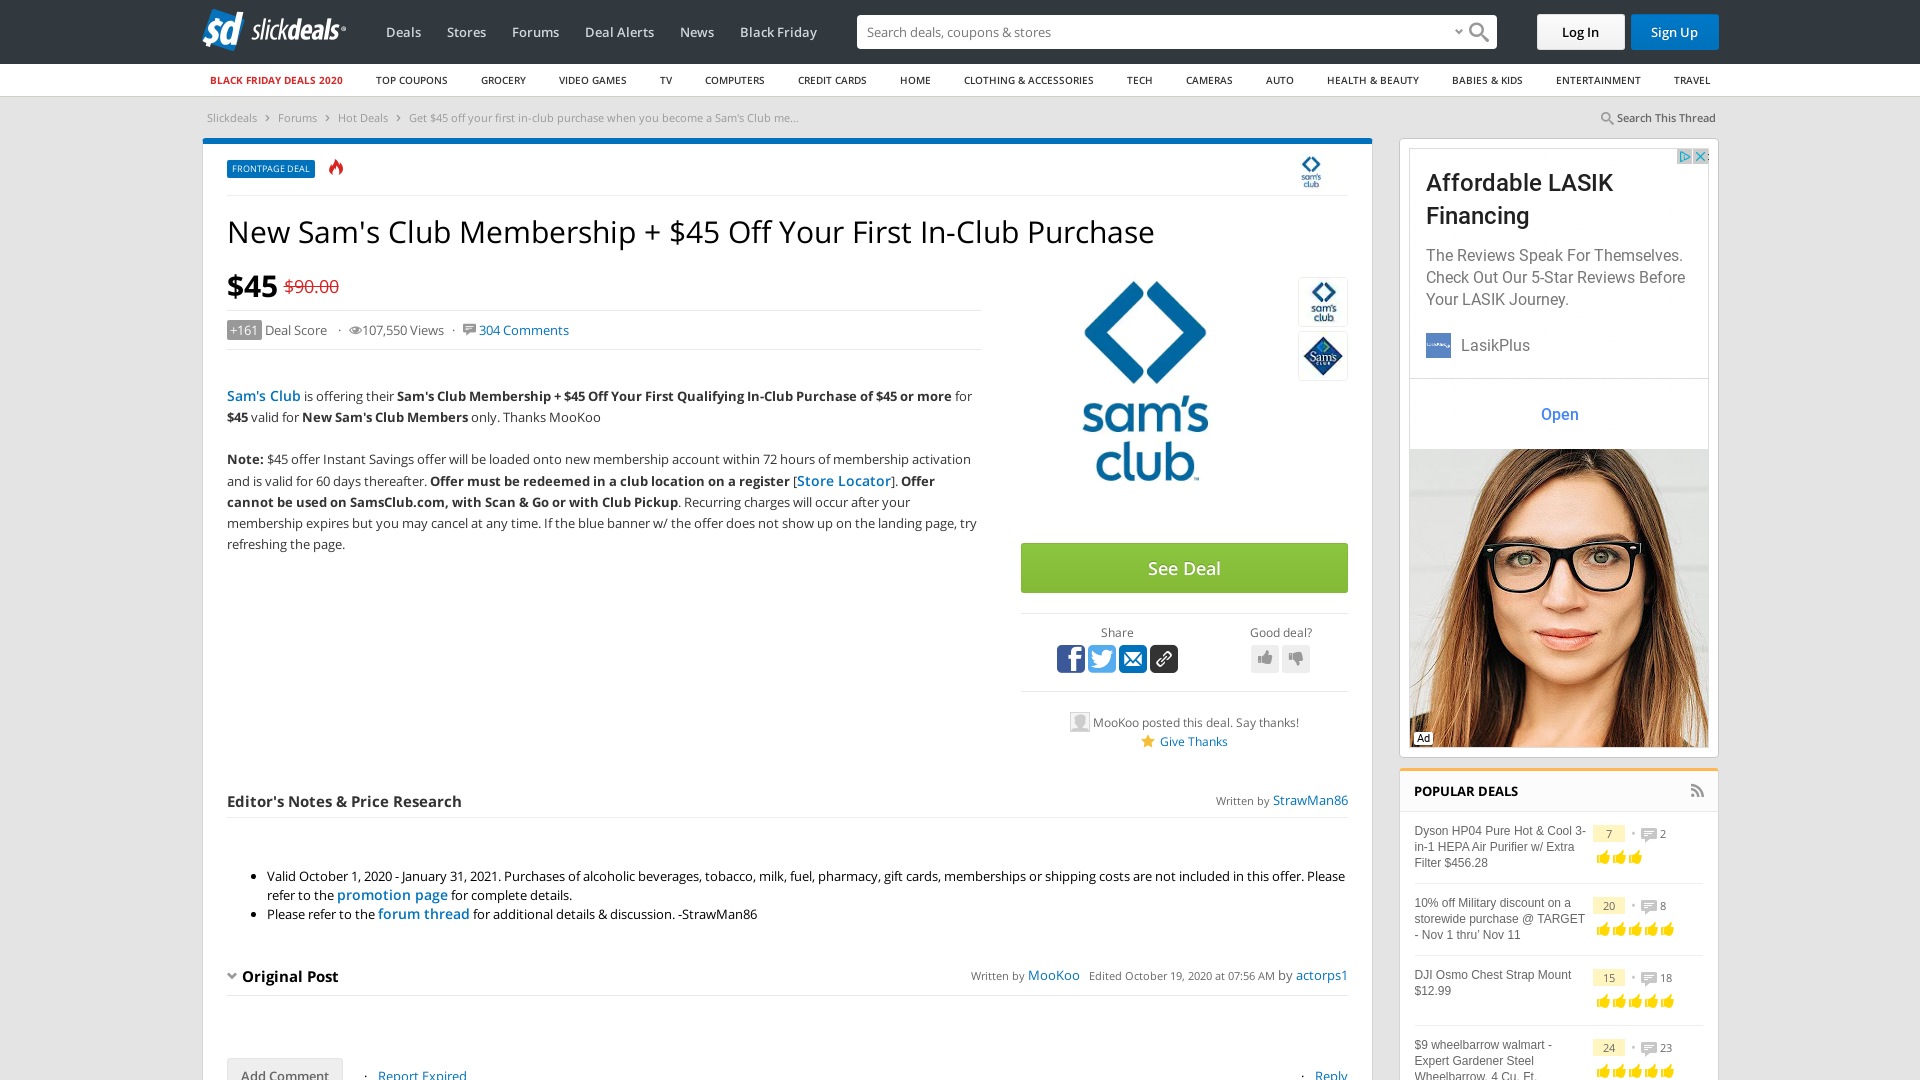 sd slickdeals
Deals Stores Forums Deal Alerts News Black Friday
Search deals, coupons & stores
Log In Sign Up
BLACK FRIDAY DEALS 2020 TOP COUPONS GROCERY VIDEO GAMES TV COMPUTERS CREDIT CARDS HOME CLOTHING & ACCESSORIES TECH CAMERAS AUTO HEALTH & BEAUTY BABIES & KIDS ENTERTAINMENT TRAVEL
Slickdeals › Forums › Hot Deals › Get $45 off your first in-club purchase when you become a Sam's Club me...
Search This Thread
FRONTPAGE DEAL
sam's
club
New Sam's Club Membership + $45 Off Your First In-Club Purchase
$45 $90.00
+161 Deal Score · 107,550 Views · 304 Comments
Sam's Club is offering their Sam's Club Membership + $45 Off Your First Qualifying In-Club Purchase of $45 or more for
$45 valid for New Sam's Club Members only. Thanks MooKoo
Note: $45 offer Instant Savings offer will be loaded onto new membership account within 72 hours of membership activation
and is valid for 60 days thereafter. Offer must be redeemed in a club location on a register [Store Locator]. Offer
cannot be used on SamsClub.com, with Scan & Go or with Club Pickup. Recurring charges will occur after your
membership expires but you may cancel at any time. If the blue banner w/ the offer does not show up on the landing page, try
refreshing the page.
sam's
club™
sam's
club
Sam's
CLUB
See Deal
Share
Good deal?
MooKoo posted this deal. Say thanks!
Give Thanks
Editor's Notes & Price Research
Written by StrawMan86
• Valid October 1, 2020 - January 31, 2021. Purchases of alcoholic beverages, tobacco, milk, fuel, pharmacy, gift cards, memberships or shipping costs are not included in this offer. Please
refer to the promotion page for complete details.
• Please refer to the forum thread for additional details & discussion. -StrawMan86
Original Post
Written by MooKoo Edited October 19, 2020 at 07:56 AM by actorps1
Add Comment · Report Expired
· Reply
Affordable LASIK
Financing
The Reviews Speak For Themselves.
Check Out Our 5-Star Reviews Before
Your LASIK Journey.
LasikPlus
Open
Ad
POPULAR DEALS
Dyson HP04 Pure Hot & Cool 3-
in-1 HEPA Air Purifier w/ Extra
Filter $456.28
7 • 2
10% off Military discount on a
storewide purchase @ TARGET
- Nov 1 thru' Nov 11
20 • 8
DJI Osmo Chest Strap Mount
$12.99
15 • 18
$9 wheelbarrow walmart -
Expert Gardener Steel
Wheelbarrow, 4 Cu. Ft.
24 • 23